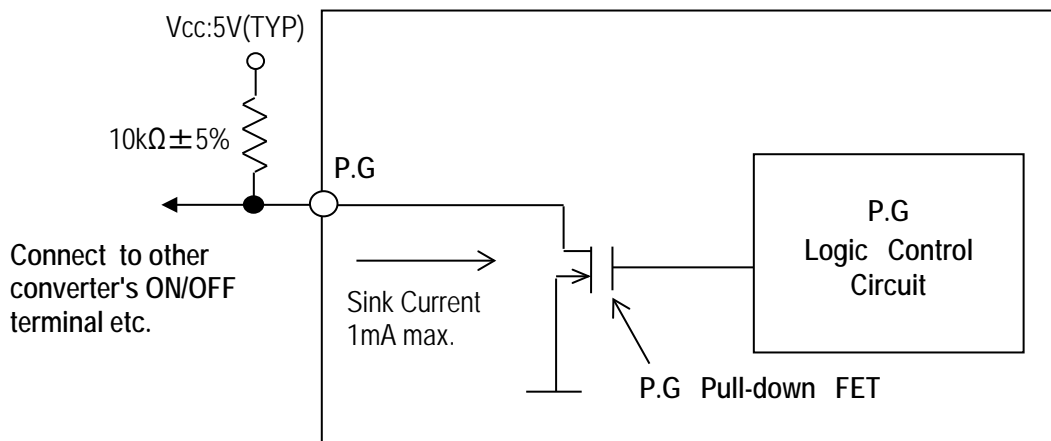 Vcc:5V(TYP)
10kΩ±5%
P.G
Connect to other
converter's ON/OFF
terminal etc.
Sink Current
1mA max.
P.G
Logic Control
Circuit
P.G Pull-down FET